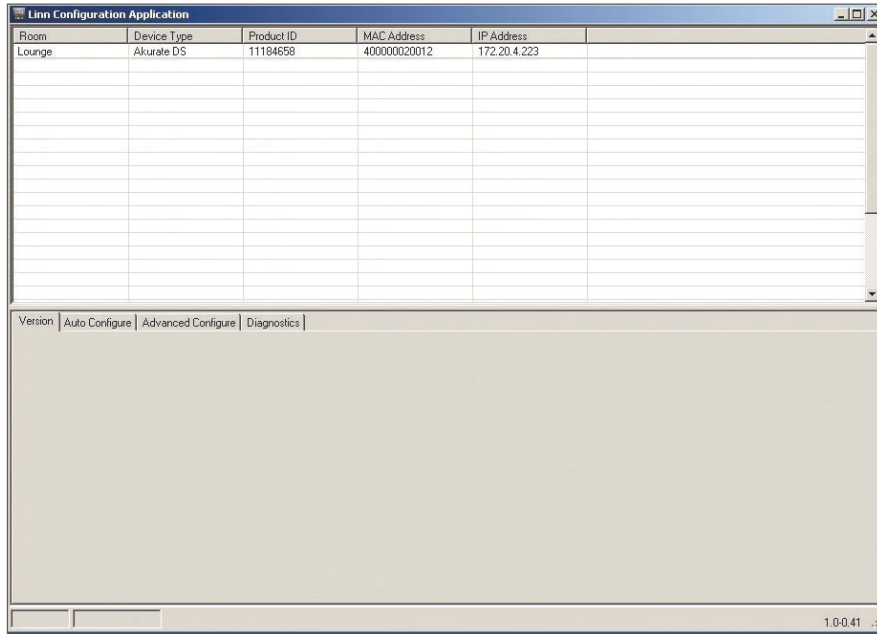 Linn Configuration Application
Room Device Type Product ID MAC Address IP Address
Lounge Akurate DS 11184658 400000020012 172.20.4.223
Version Auto Configure Advanced Configure Diagnostics
1.0-0.41